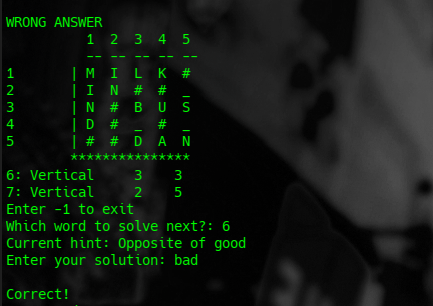 WRONG ANSWER
1 2 3 4 5
-- -- -- -- --
1 | M I L K #
2 | I N # # _
3 | N # B U S
4 | D # _ # _
5 | # # D A N
***************
6: Vertical 3 3
7: Vertical 2 5
Enter -1 to exit
Which word to solve next?: 6
Current hint: Opposite of good
Enter your solution: bad
Correct!